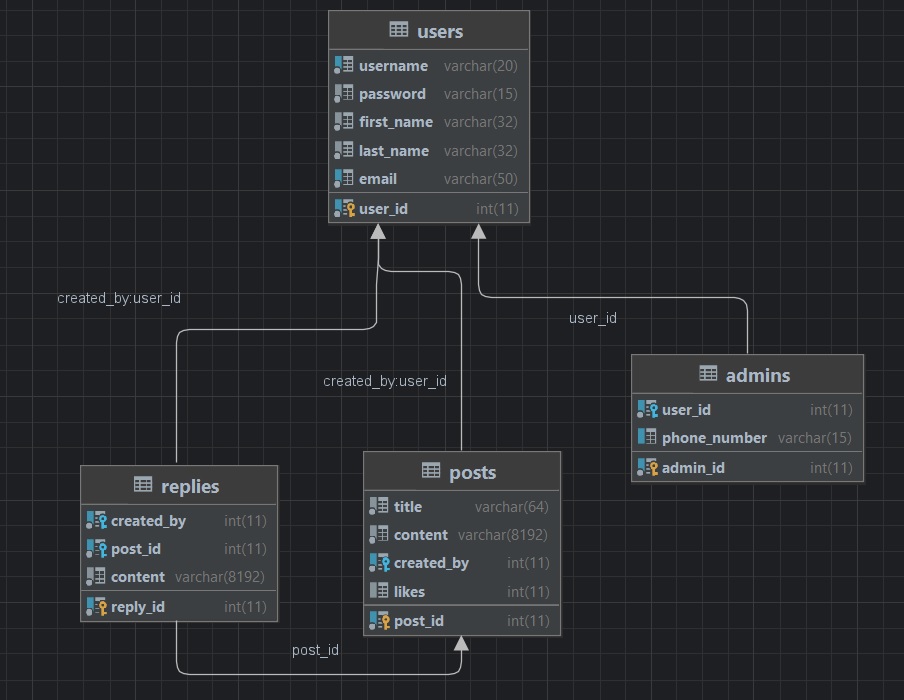 users
username varchar(20)
password varchar(15)
first_name varchar(32)
last_name varchar(32)
email varchar(50)
user_id int(11)
created_by:user_id
user_id
created_by:user_id
admins
user_id int(11)
phone_number varchar(15)
admin_id int(11)
replies
created_by int(11)
post_id int(11)
content varchar(8192)
reply_id int(11)
posts
title varchar(64)
content varchar(8192)
created_by int(11)
likes int(11)
post_id int(11)
post_id